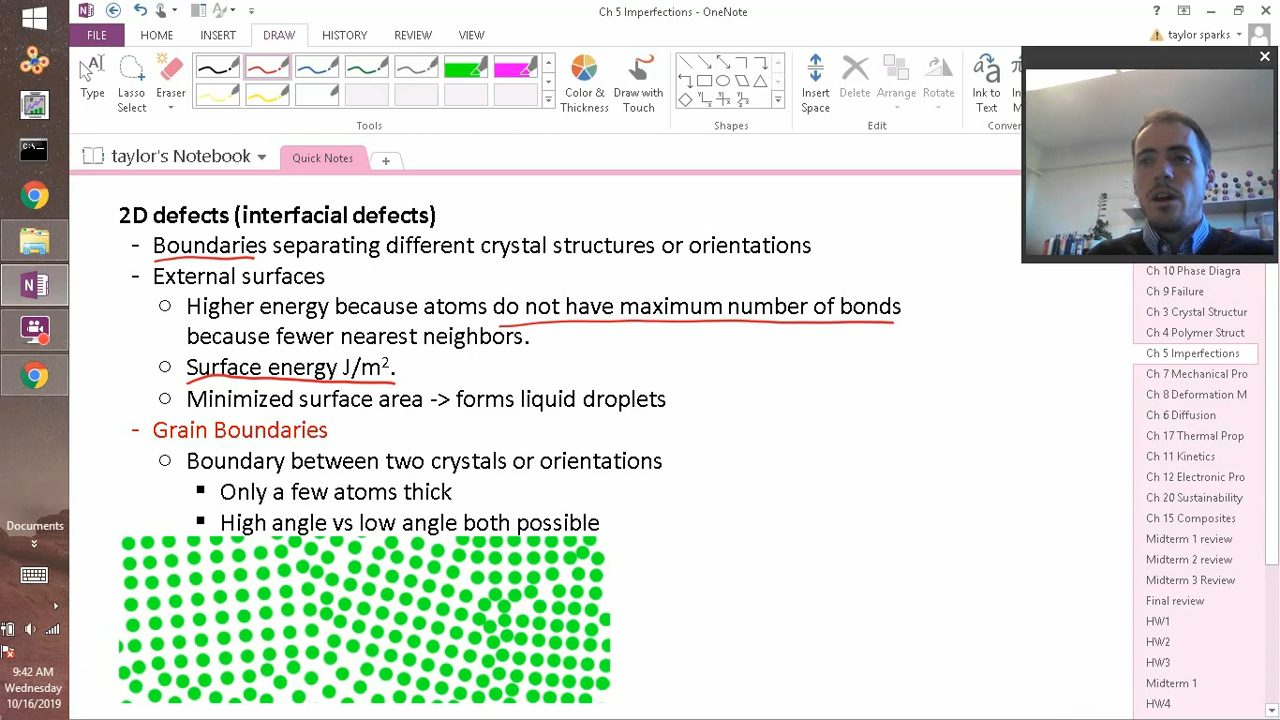 Ch 5 Imperfections - OneNote
?
FILE
HOME
INSERT
DRAW
HISTORY
REVIEW
VIEW
taylor sparks
Type
Lasso
Select
Eraser
Color &
Thickness
Draw with
Touch
Insert
Space
Delete
Arrange
Rotate
Ink to
Text
Tools
Shapes
Edit
Conver
taylor's Notebook
Quick Notes
2D defects (interfacial defects)
- Boundaries separating different crystal structures or orientations
- External surfaces
Higher energy because atoms do not have maximum number of bonds
because fewer nearest neighbors.
Surface energy J/m².
Minimized surface area -> forms liquid droplets
- Grain Boundaries
Boundary between two crystals or orientations
Only a few atoms thick
High angle vs low angle both possible
Ch 10 Phase Diagra
Ch 9 Failure
Ch 3 Crystal Structur
Ch 4 Polymer Struct
Ch 5 Imperfections
Ch 7 Mechanical Pro
Ch 8 Deformation M
Ch 6 Diffusion
Ch 17 Thermal Prop
Ch 11 Kinetics
Ch 12 Electronic Pro
Ch 20 Sustainability
Ch 15 Composites
Midterm 1 review
Midterm 2 review
Midterm 3 Review
Final review
HW1
HW2
HW3
Midterm 1
HW4
Documents
9:42 AM
Wednesday
10/16/2019